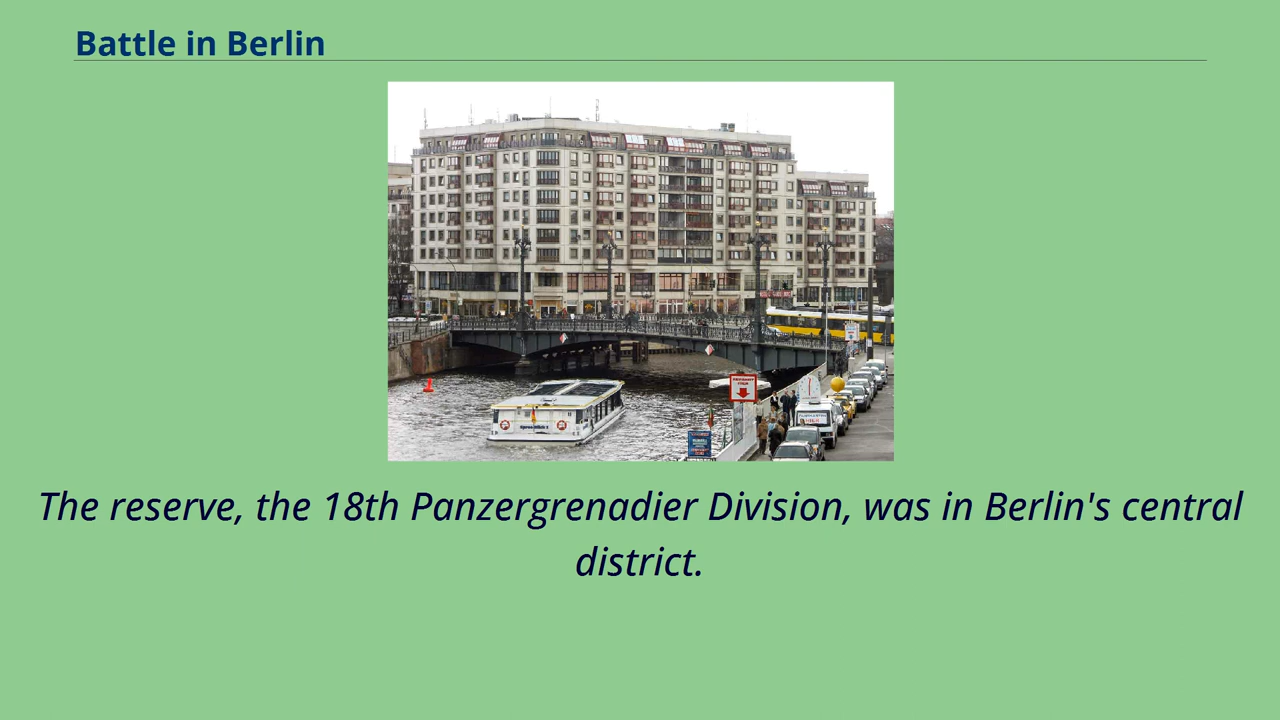 Battle in Berlin
The reserve, the 18th Panzergrenadier Division, was in Berlin's central
district.